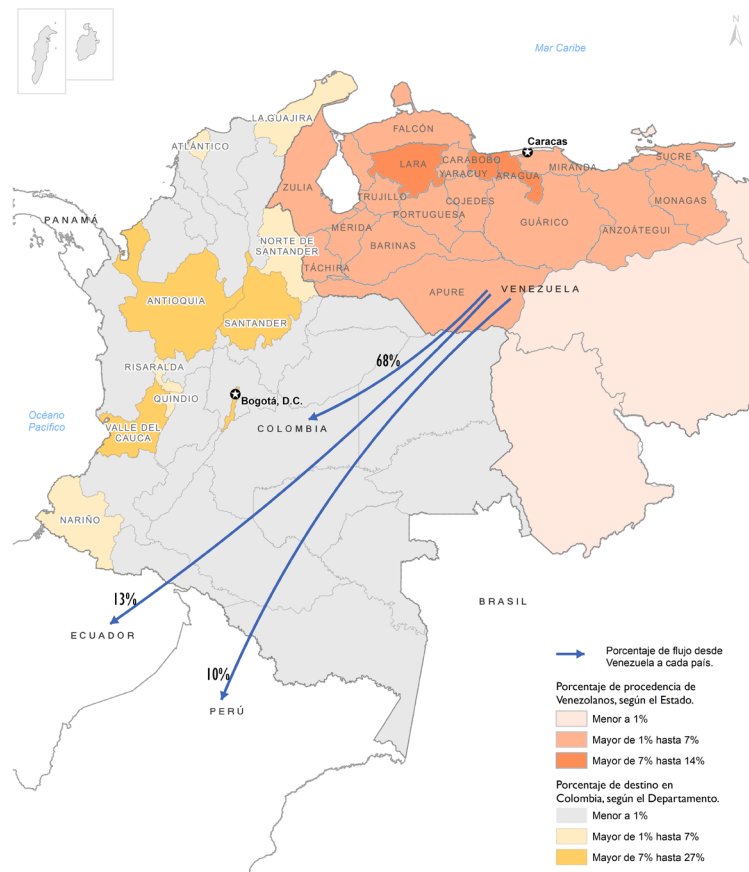 N
Mar Caribe
LA GUAJIRA
ATLÁNTICO
FALCÓN
Caracas
LARA
CARABOBO
YARACUY
ARAGUA
MIRANDA
SUCRE
ZULIA
TRUJILLO
COJEDES
MONAGAS
PORTUGUESA
GUÁRICO
PANAMÁ
MÉRIDA
ANZOÁTEGUI
NORTE DE
SANTANDER
BARINAS
TÁCHIRA
APURE
VENEZUELA
ANTIOQUIA
SANTANDER
68%
RISARALDA
QUINDIO
Bogotá, D.C.
Océano
Pacífico
VALLE DEL
CAUCA
COLOMBIA
NARIÑO
13%
BRASIL
ECUADOR
10%
PERÚ
Porcentaje de flujo desde
Venezuela a cada país.
Porcentaje de procedencia de
Venezolanos, según el Estado.
Menor a 1%
Mayor de 1% hasta 7%
Mayor de 7% hasta 14%
Porcentaje de destino en
Colombia, según el Departamento.
Menor a 1%
Mayor de 1% hasta 7%
Mayor de 7% hasta 27%